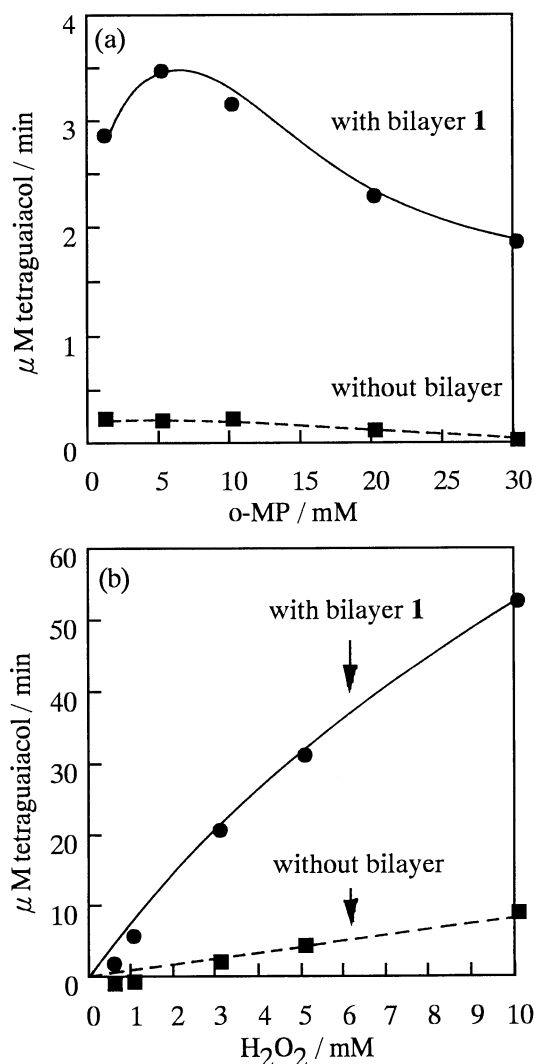 (a)
4
3
2
1
0
μM tetraguaiacol / min
with bilayer 1
without bilayer
0 5 10 15 20 25 30
o-MP / mM
(b)
60
50
40
30
20
10
0
μM tetraguaiacol / min
with bilayer 1
without bilayer
0 1 2 3 4 5 6 7 8 9 10
H₂O₂ / mM